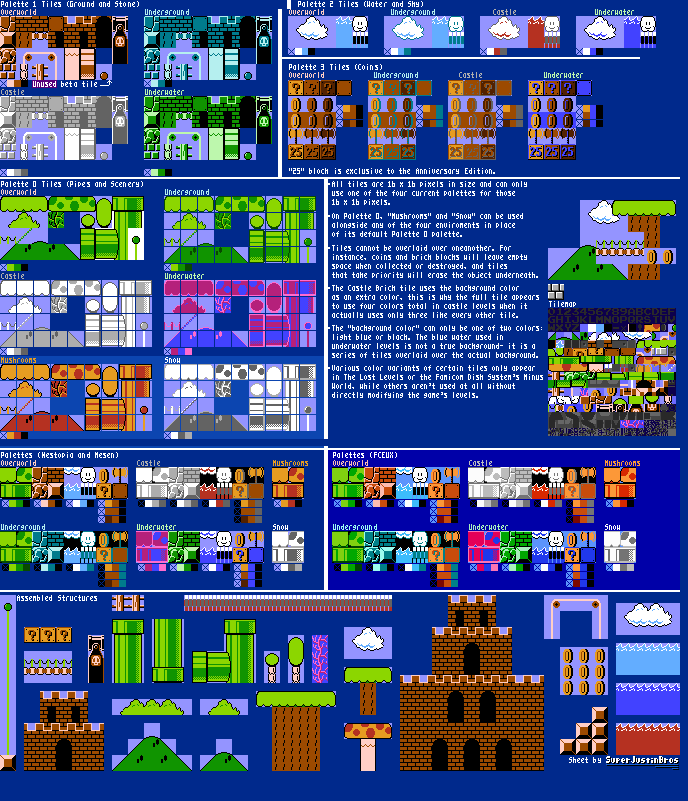 Palette 1 Tiles (Ground and Stone)
Overworld
Underground
Unused beta tile
Castle
Underwater
Palette 2 Tiles (Water and Sky)
Overworld
Underground
Castle
Underwater
Palette 3 Tiles (Coins)
Overworld
Underground
Castle
Underwater
"25" block is exclusive to the Anniversary Edition.
Palette 0 Tiles (Pipes and Scenery)
Overworld
Underground
Castle
Underwater
Mushrooms
Snow
•All tiles are 16 x 16 pixels in size and can only
use one of the four current palettes for those
16 x 16 pixels.
•On Palette 0, "Mushrooms" and "Snow" can be used
alongside any of the four enviroments in place
of its default Palette 0 palette.
•Tiles cannot be overlaid over oneanother. For
instance, coins and brick blocks will leave empty
space when collected or destroyed, and tiles
that take priority will erase the object underneath.
•The Castle Brick tile uses the background color
as an extra color, this is why the full tile appears
to use four colors total in castle levels when it
actually uses only three like every other tile.
•The "background color" can only be one of two colors:
light blue or black. The blue water used in
underwater levels is not a true background- it is a
series of tiles overlaid over the actual background.
•Various color variants of certain tiles only appear
in The Lost Levels or the Famicom Disk System's Minus
World, while others aren't used at all without
directly modifying the game's levels.
Tilemap
Palettes (Nestopia and Mesen)
Overworld
Castle
Mushrooms
Underground
Underwater
Snow
Palettes (FCEUX)
Overworld
Castle
Mushrooms
Underground
Underwater
Snow
Assembled Structures
Sheet by SuperJustinBros